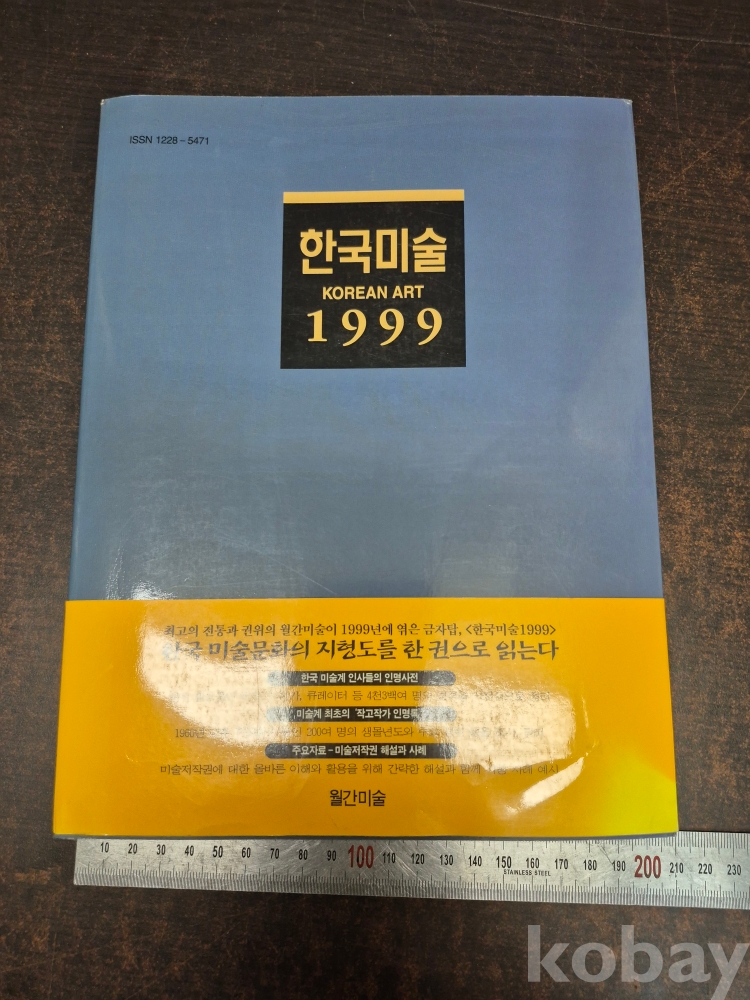 ISSN 1228-5471
한국미술
KOREAN ART
1999
최고의 전통과 권위의 월간미술이 1999년에 엮은 금자탑, <한국미술1999>
한국 미술문화의 지형도를 한 권으로 읽는다
한국 미술계 인사들의 인명사전
큐레이터 등 4천3백여 명의
미술계 최초의 '작고작가 인명록
200여 명의 생몰년도와
주요자료-미술저작권 해설과 사례
미술저작권에 대한 올바른 이해와 활용을 위해 간략한 해설과 함께 사례 예시
월간미술
10 20 30 40 50 60 70 80 90 100 110 120 130 140 150 160 170 180 190 200 210 220 230
STAINLESS STEEL
kobay